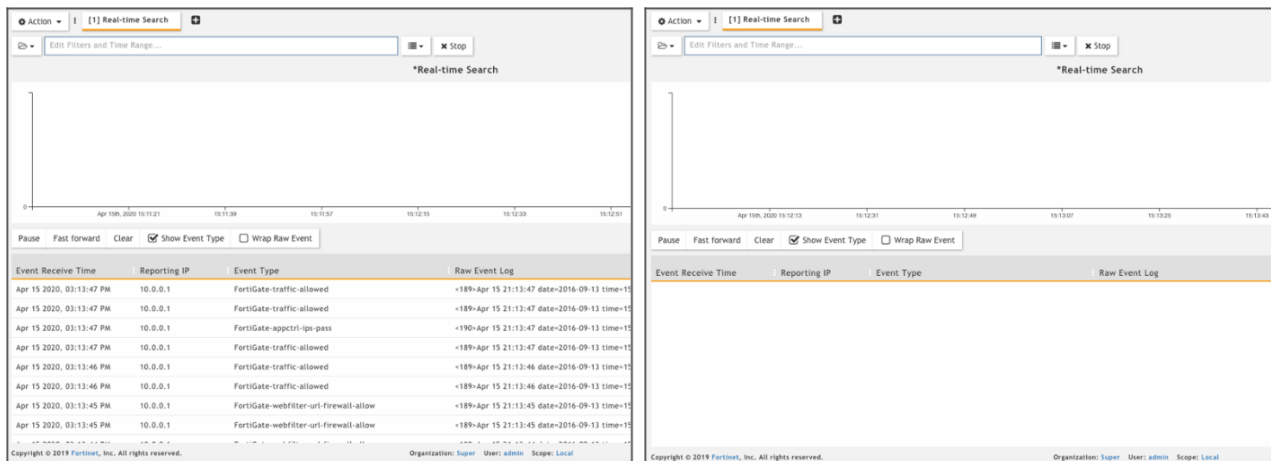 Action [1] Real-time Search
Edit Filters and Time Range... Stop
*Real-time Search
0
Apr 15th, 2020 15:11:21 15:11:39 15:11:57 15:12:15 15:12:33 15:12:51
Pause Fast forward Clear Show Event Type Wrap Raw Event
Event Receive Time Reporting IP Event Type Raw Event Log
Apr 15 2020, 03:13:47 PM 10.0.0.1 FortiGate-traffic-allowed <189>Apr 15 21:13:47 date=2016-09-13 time=15
Apr 15 2020, 03:13:47 PM 10.0.0.1 FortiGate-traffic-allowed <189>Apr 15 21:13:47 date=2016-09-13 time=15
Apr 15 2020, 03:13:47 PM 10.0.0.1 FortiGate-appctrl-ips-pass <190>Apr 15 21:13:47 date=2016-09-13 time=15
Apr 15 2020, 03:13:47 PM 10.0.0.1 FortiGate-traffic-allowed <189>Apr 15 21:13:47 date=2016-09-13 time=15
Apr 15 2020, 03:13:46 PM 10.0.0.1 FortiGate-traffic-allowed <189>Apr 15 21:13:46 date=2016-09-13 time=15
Apr 15 2020, 03:13:46 PM 10.0.0.1 FortiGate-traffic-allowed <189>Apr 15 21:13:46 date=2016-09-13 time=15
Apr 15 2020, 03:13:45 PM 10.0.0.1 FortiGate-webfilter-url-firewall-allow <189>Apr 15 21:13:45 date=2016-09-13 time=15
Apr 15 2020, 03:13:45 PM 10.0.0.1 FortiGate-webfilter-url-firewall-allow <189>Apr 15 21:13:45 date=2016-09-13 time=15
Copyright © 2019 Fortinet, Inc. All rights reserved. Organization: Super User: admin Scope: Local
Action [1] Real-time Search
Edit Filters and Time Range... Stop
*Real-time Search
0
Apr 15th, 2020 15:12:13 15:12:31 15:12:49 15:13:07 15:13:25 15:13:43
Pause Fast forward Clear Show Event Type Wrap Raw Event
Event Receive Time Reporting IP Event Type Raw Event Log
Copyright © 2019 Fortinet, Inc. All rights reserved. Organization: Super User: admin Scope: Local